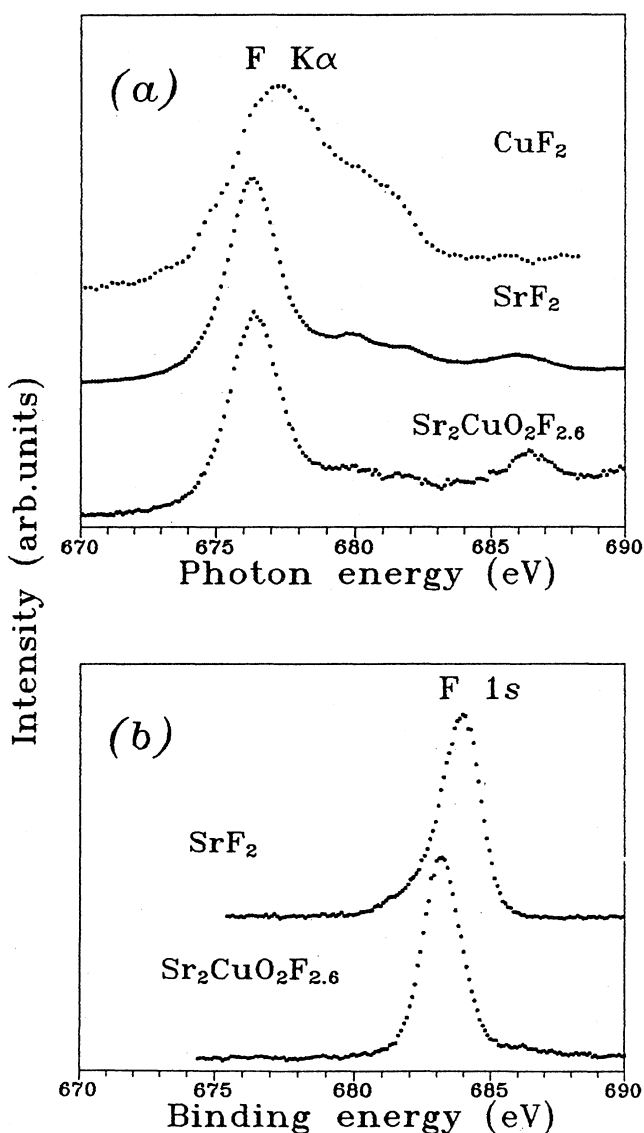 F Kα
(a)
CuF₂
SrF₂
Sr₂CuO₂F₂.₆
670 675 680 685 690
Photon energy (eV)
Intensity (arb.units)
F 1s
(b)
SrF₂
Sr₂CuO₂F₂.₆
670 675 680 685 690
Binding energy (eV)